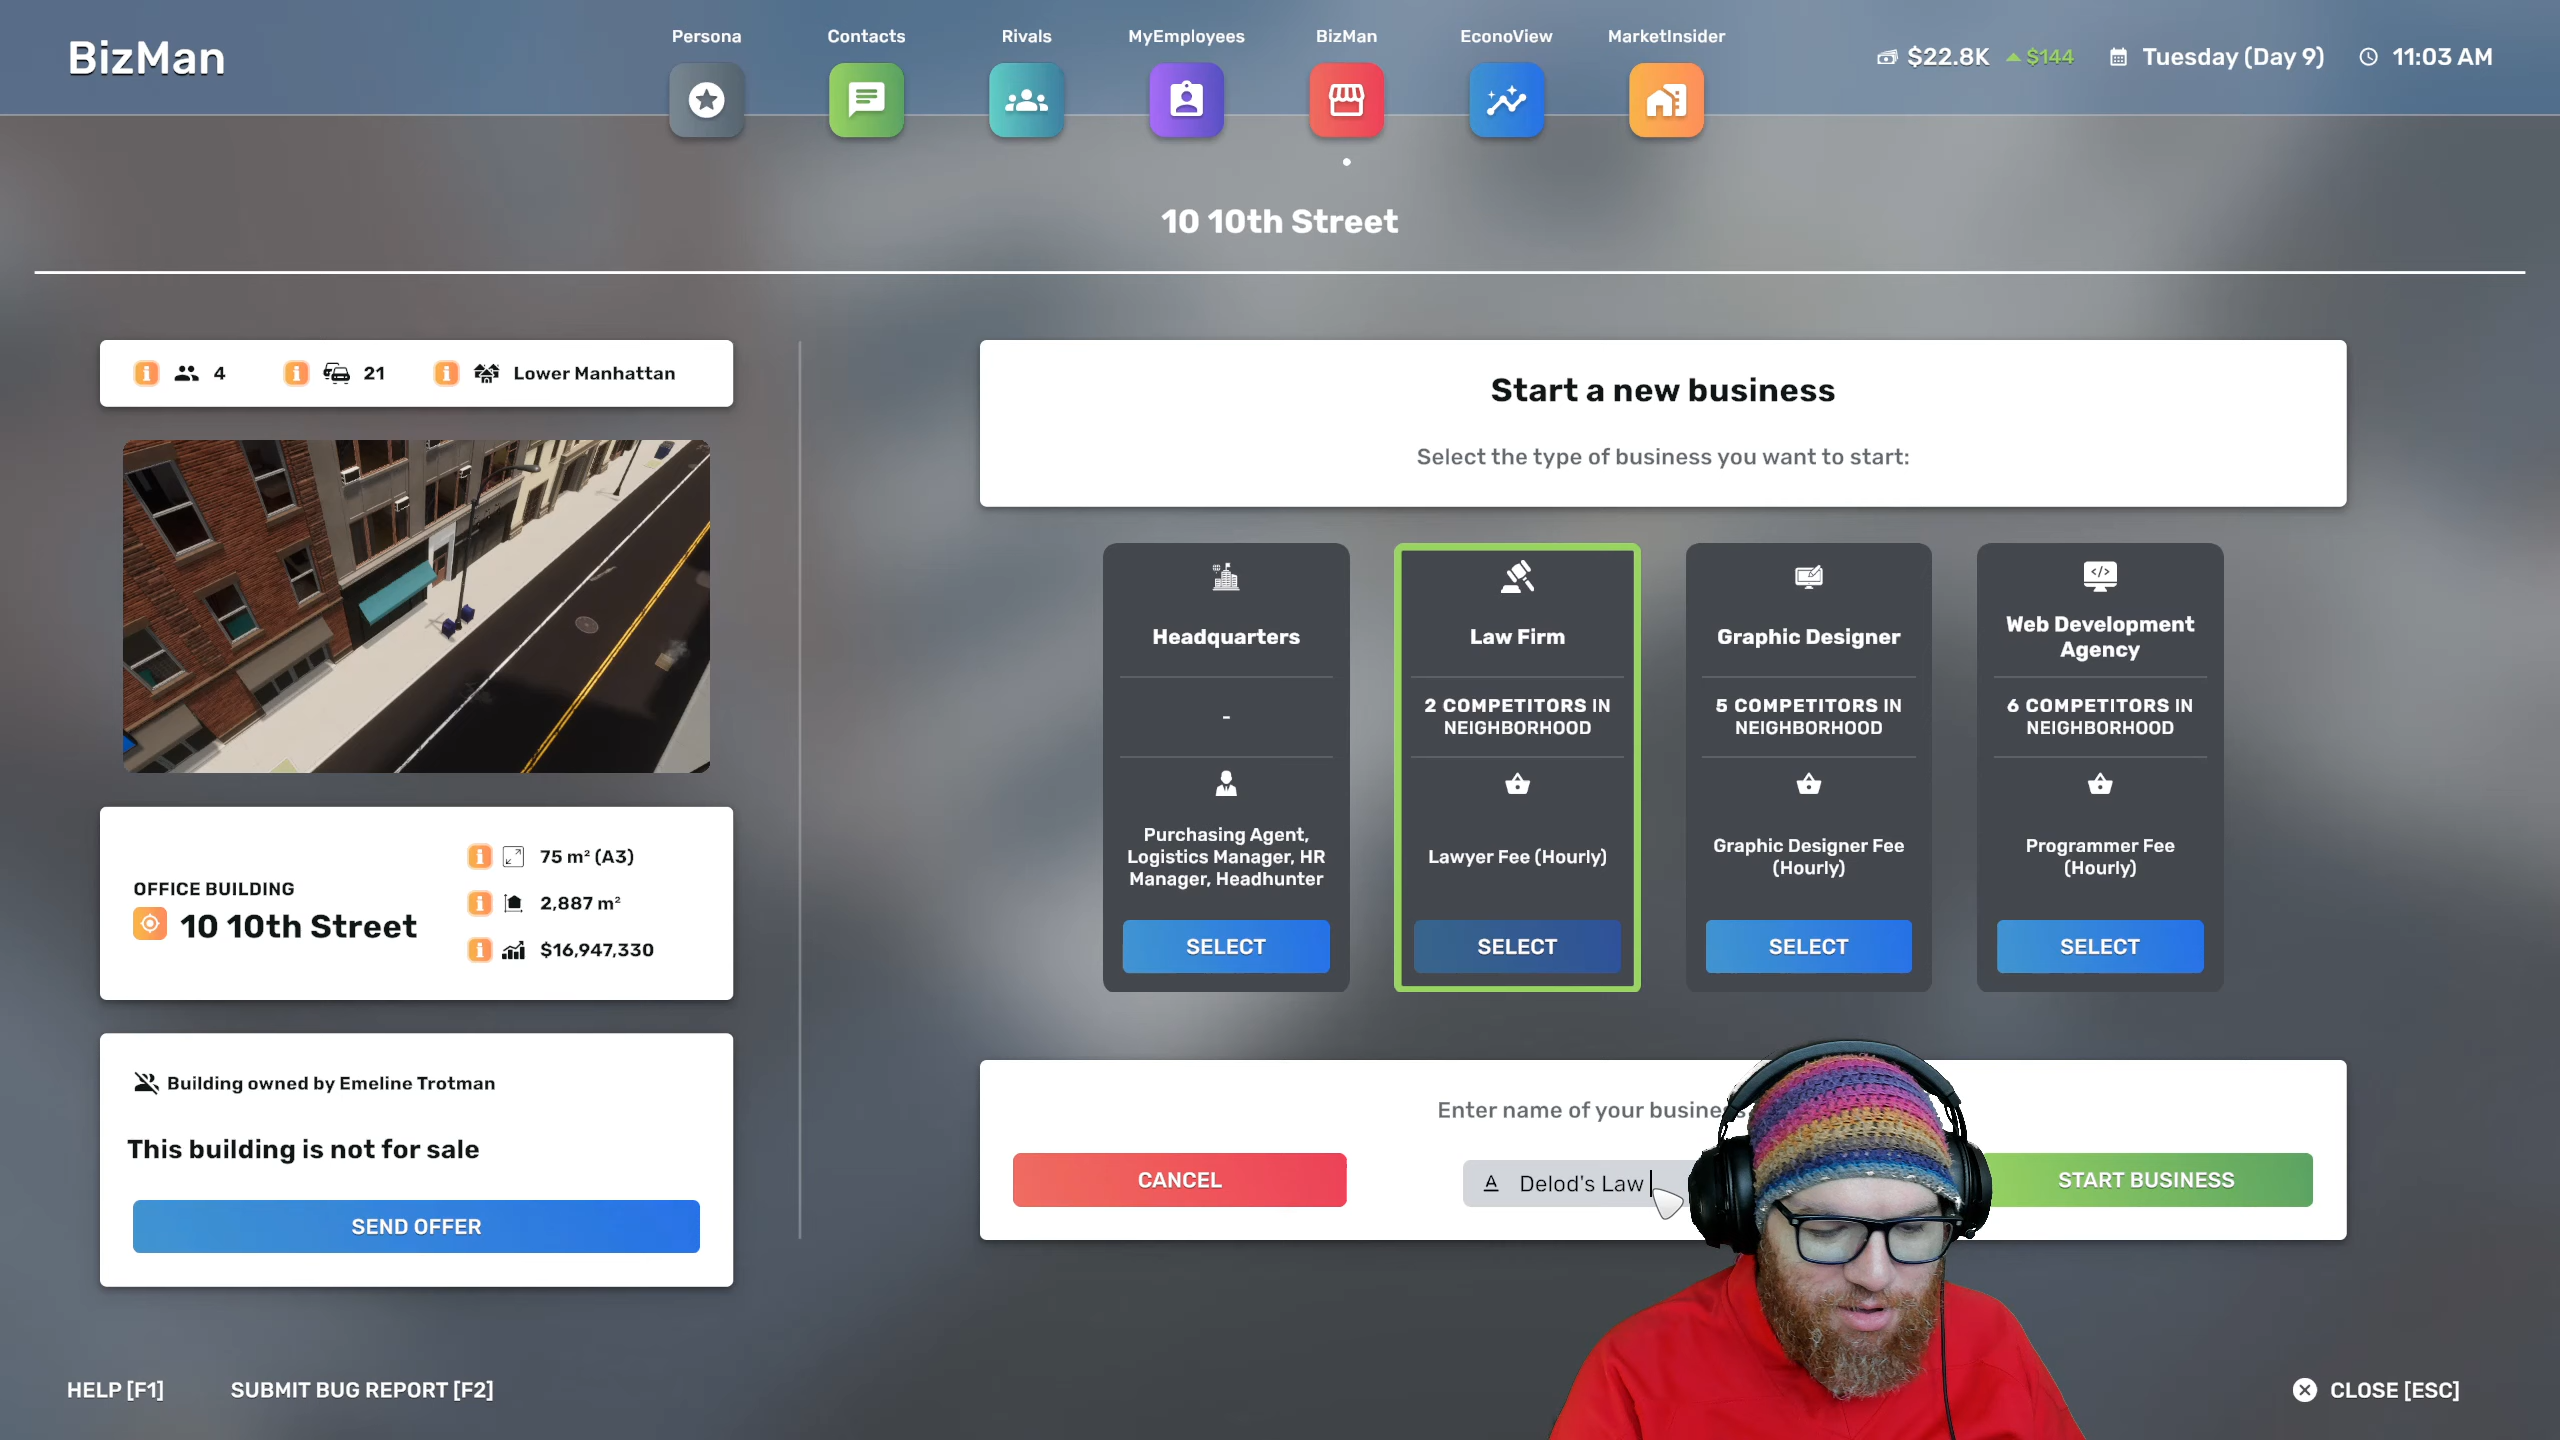 BizMan
Persona
Contacts
Rivals
MyEmployees
BizMan
EconoView
MarketInsider
$22.8K
$144
Tuesday (Day 9)
11:03 AM
10 10th Street
4
21
Lower Manhattan
OFFICE BUILDING
10 10th Street
75 m² (A3)
2,887 m²
$16,947,330
Building owned by Emeline Trotman
This building is not for sale
SEND OFFER
Start a new business
Select the type of business you want to start:
Headquarters
-
Purchasing Agent,
Logistics Manager, HR
Manager, Headhunter
SELECT
Law Firm
2 COMPETITORS IN
NEIGHBORHOOD
Lawyer Fee (Hourly)
SELECT
Graphic Designer
5 COMPETITORS IN
NEIGHBORHOOD
Graphic Designer Fee
(Hourly)
SELECT
Web Development
Agency
6 COMPETITORS IN
NEIGHBORHOOD
Programmer Fee
(Hourly)
SELECT
Enter name of your business
CANCEL
Delod's Law
START BUSINESS
HELP [F1]
SUBMIT BUG REPORT [F2]
CLOSE [ESC]